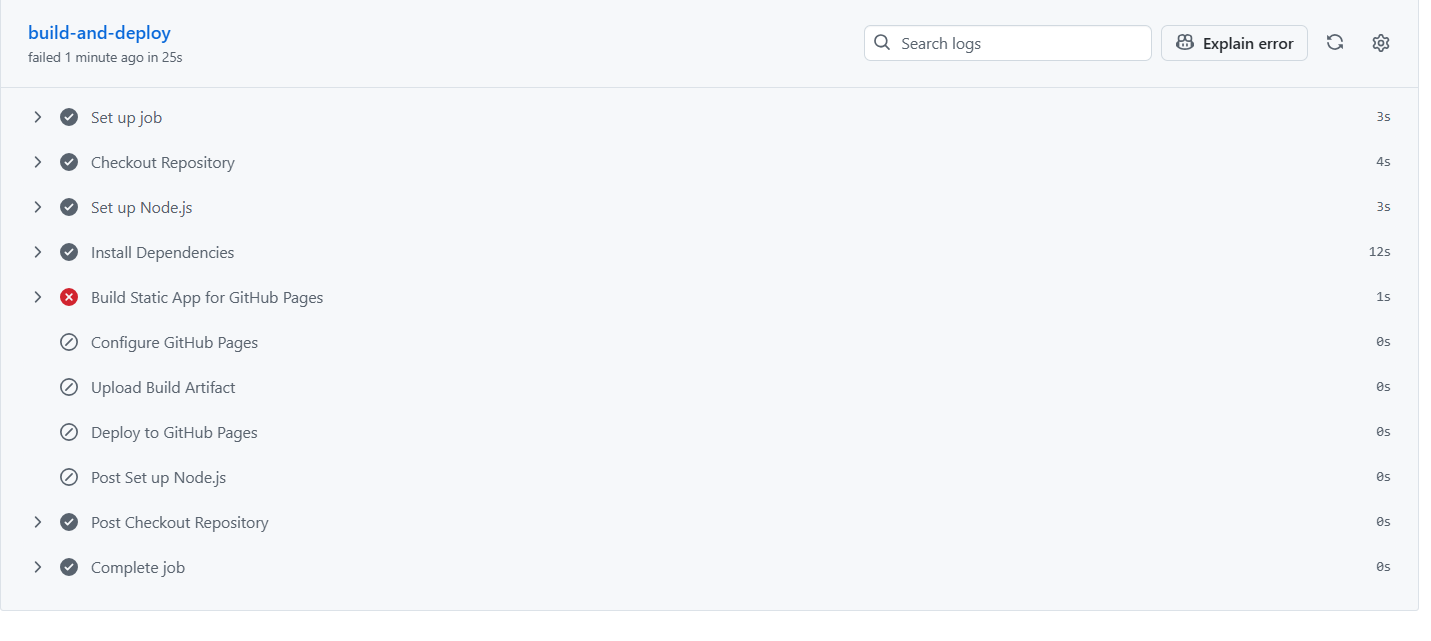 build-and-deploy
failed 1 minute ago in 25s
Search logs
Explain error
Set up job 3s
Checkout Repository 4s
Set up Node.js 3s
Install Dependencies 12s
Build Static App for GitHub Pages 1s
Configure GitHub Pages 0s
Upload Build Artifact 0s
Deploy to GitHub Pages 0s
Post Set up Node.js 0s
Post Checkout Repository 0s
Complete job 0s